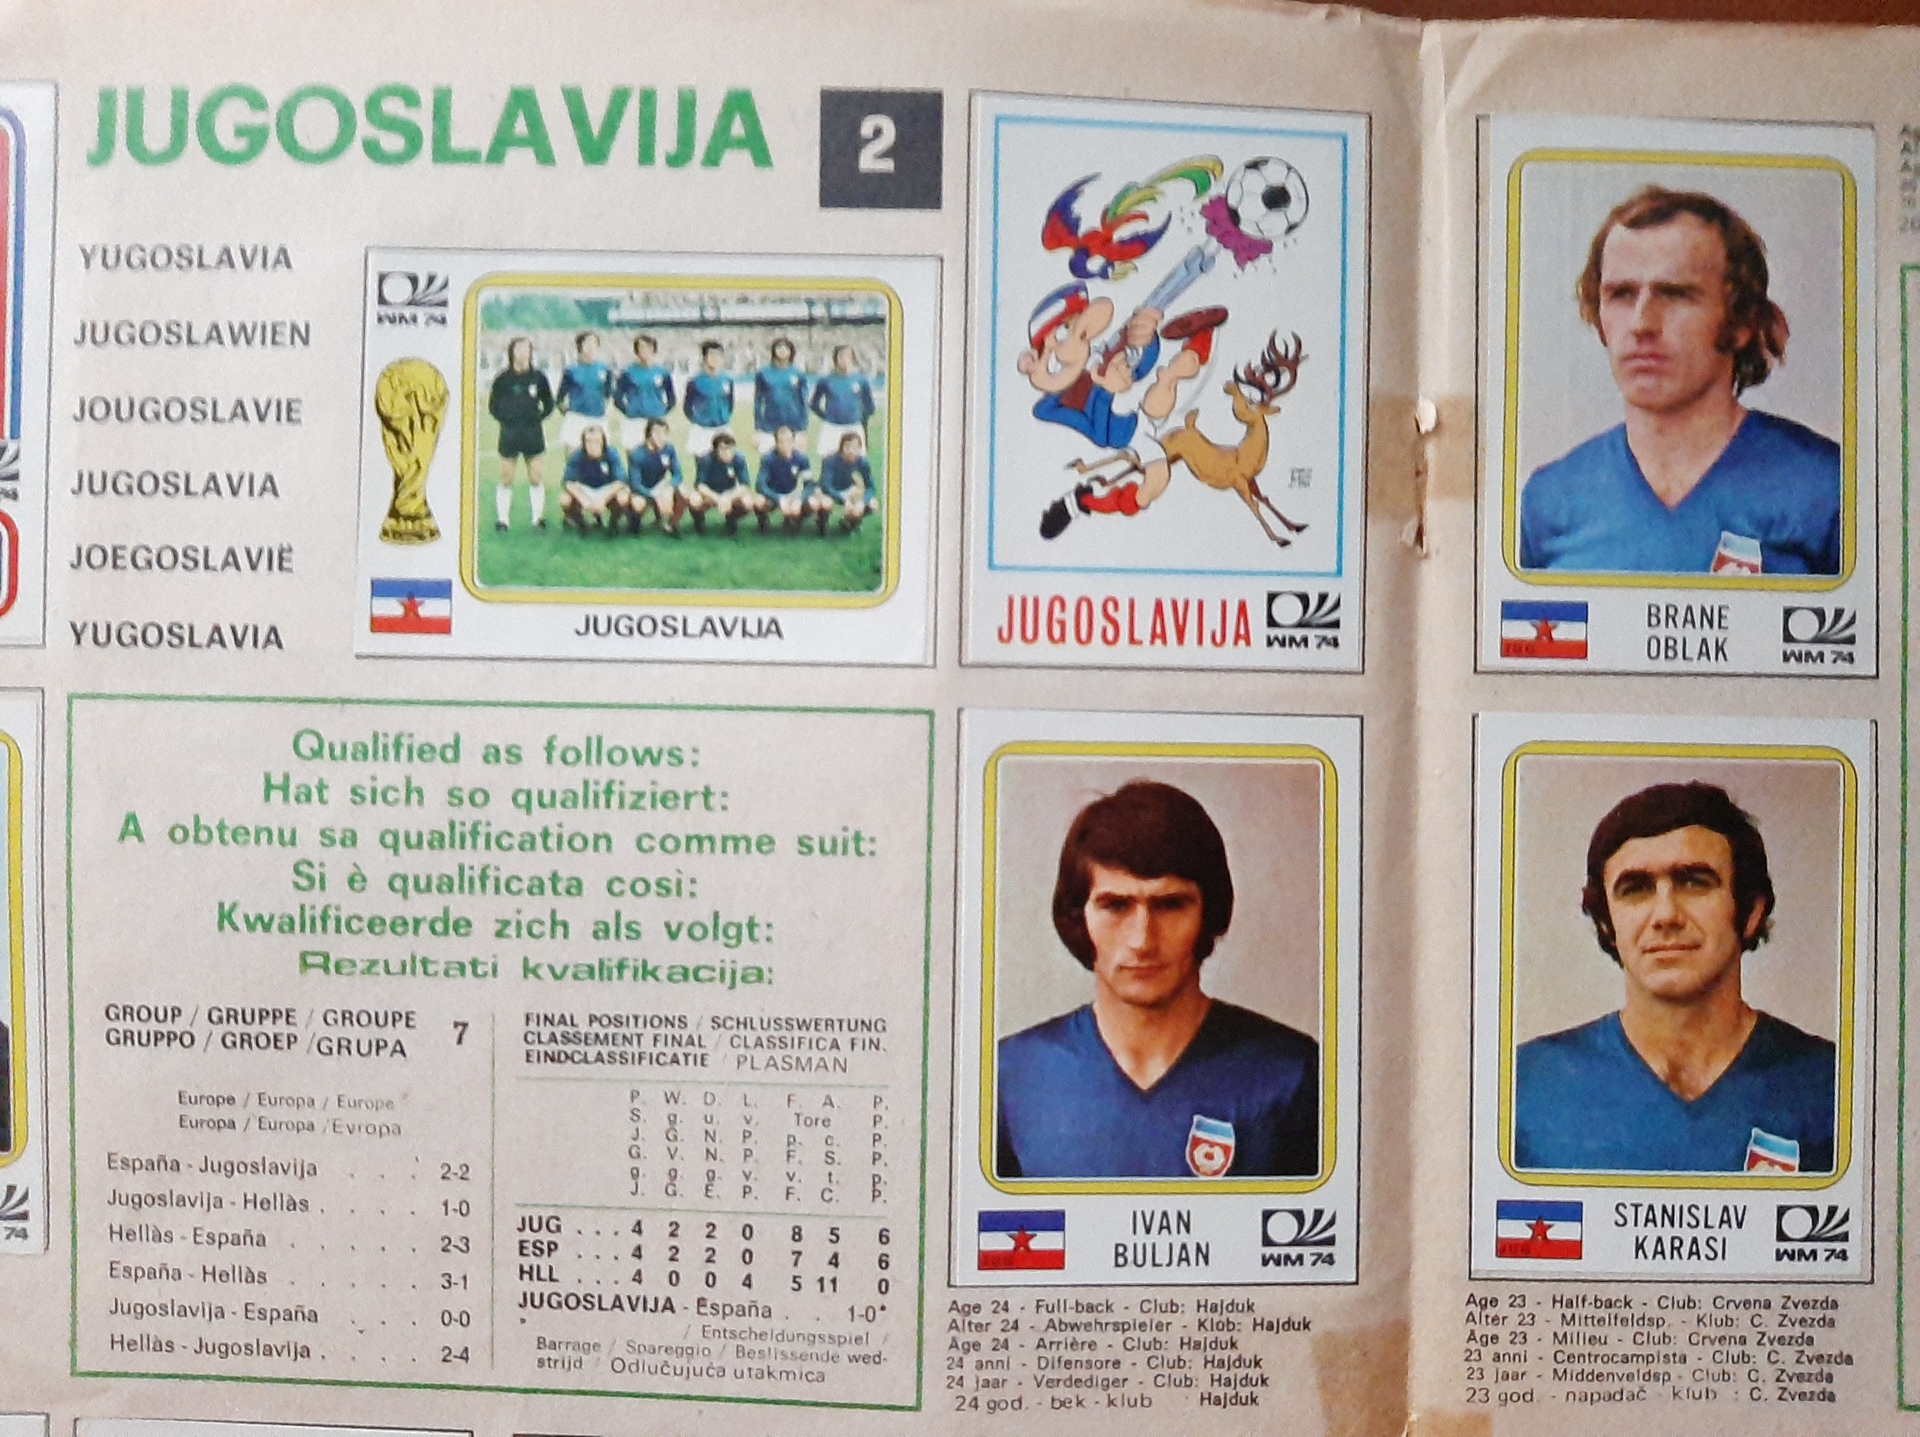 JUGOSLAVIJA
2
YUGOSLAVIA
JUGOSLAWIEN
JOUGOSLAVIE
JUGOSLAVIA
JOEGOSLAVIË
YUGOSLAVIA
WM 74
JUGOSLAVIJA
JUGOSLAVIJA
WM 74
BRANE
OBLAK
WM 74
Qualified as follows:
Hat sich so qualifiziert:
A obtenu sa qualification comme suit:
Si è qualificata così:
Kwalificeerde zich als volgt:
Rezultati kvalifikacija:
GROUP / GRUPPE / GROUPE
GRUPPO / GROEP / GRUPA
7
Europe / Europa / Europe
Europa / Europa / Evropa
España - Jugoslavija . . . 2-2
Jugoslavija - Hellàs . . . . 1-0
Hellàs - España . . . . 2-3
España - Hellàs . . . . . 3-1
Jugoslavija - España . . . 0-0
Hellàs - Jugoslavija . . . . 2-4
FINAL POSITIONS / SCHLUSSWERTUNG
CLASSEMENT FINAL / CLASSIFICA FIN.
EINDCLASSIFICATIE / PLASMAN
P. W. D. L. F. A. P.
S. g. u. v. Tore P.
J. G. N. P. p. c. P.
G. V. N. P. F. S. P.
g. g. g. v. v. t. p.
J. G. E. P. F. C. P.
JUG . . . 4 2 2 0 8 5 6
ESP . . . 4 2 2 0 7 4 6
HLL . . . 4 0 0 4 5 11 0
JUGOSLAVIJA - España . . 1-0*
* / Entscheidungsspiel /
Barrage / Spareggio / Beslissende wed-
strijd / Odlučujuća utakmica
JUG
IVAN
BULJAN
WM 74
Age 24 - Full-back - Club: Hajduk
Alter 24 - Abwehrspieler - Klob: Hajduk
Age 24 - Arrière - Club: Hajduk
24 anni - Difensore - Club: Hajduk
24 jaar - Verdediger - Club: Hajduk
24 god. - bek - klub Hajduk
JUG
STANISLAV
KARASI
WM 74
Age 23 - Half-back - Club: Crvena Zvezda
Alter 23 - Mittelfeldsp. - Klub: C. Zvezda
Age 23 - Milieu - Club: Crvena Zvezda
23 anni - Centrocampista - Club: C. Zvezda
23 jaar - Middenveldsp - Club: C. Zvezda
23 god. - napadač - klub : C. Zvezda